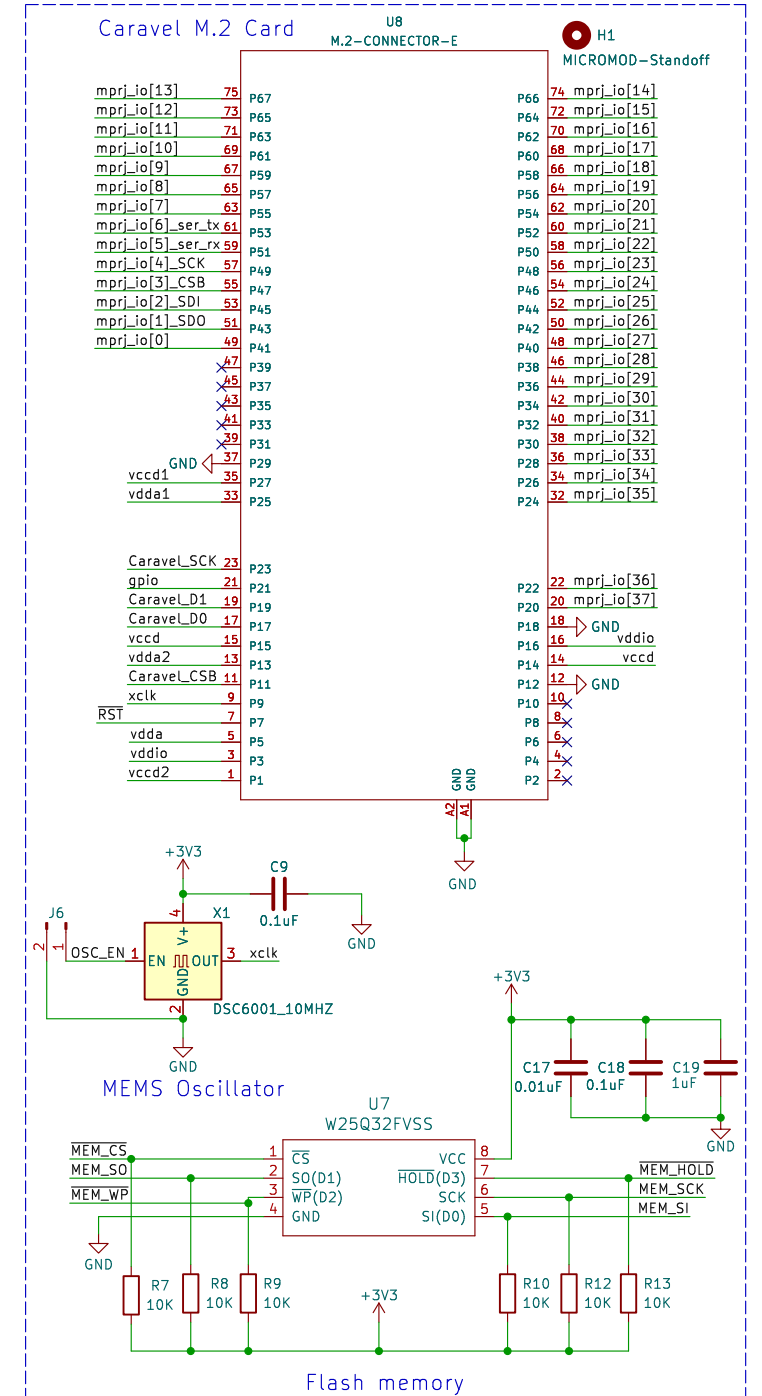 Caravel M.2 Card
U8
M.2-CONNECTOR-E
H1
MICROMOD-Standoff
mprj_io[13] 75 P67 P66 74 mprj_io[14]
mprj_io[12] 73 P65 P64 72 mprj_io[15]
mprj_io[11] 71 P63 P62 70 mprj_io[16]
mprj_io[10] 69 P61 P60 68 mprj_io[17]
mprj_io[9] 67 P59 P58 66 mprj_io[18]
mprj_io[8] 65 P57 P56 64 mprj_io[19]
mprj_io[7] 63 P55 P54 62 mprj_io[20]
mprj_io[6]_ser_tx 61 P53 P52 60 mprj_io[21]
mprj_io[5]_ser_rx 59 P51 P50 58 mprj_io[22]
mprj_io[4]_SCK 57 P49 P48 56 mprj_io[23]
mprj_io[3]_CSB 55 P47 P46 54 mprj_io[24]
mprj_io[2]_SDI 53 P45 P44 52 mprj_io[25]
mprj_io[1]_SDO 51 P43 P42 50 mprj_io[26]
mprj_io[0] 49 P41 P40 48 mprj_io[27]
47 P39 P38 46 mprj_io[28]
45 P37 P36 44 mprj_io[29]
43 P35 P34 42 mprj_io[30]
41 P33 P32 40 mprj_io[31]
39 P31 P30 38 mprj_io[32]
GND 37 P29 P28 36 mprj_io[33]
vccd1 35 P27 P26 34 mprj_io[34]
vdda1 33 P25 P24 32 mprj_io[35]
Caravel_SCK 23 P23
gpio 21 P21 P22 22 mprj_io[36]
Caravel_D1 19 P19 P20 20 mprj_io[37]
Caravel_D0 17 P17 P18 18 GND
vccd 15 P15 P16 16 vddio
vdda2 13 P13 P14 14 vccd
Caravel_CSB 11 P11 P12 12 GND
xclk 9 P9 P10 10
RST 7 P7 P8 8
vdda 5 P5 P6 6
vddio 3 P3 P4 4
vccd2 1 P1 P2 2
GND GND
A2 A1
GND
+3V3
C9
0.1uF
GND
J6
2 1
X1
4
V+
OSC_EN 1 EN OUT 3 xclk
GND
2
DSC6001_10MHZ
GND
MEMS Oscillator
+3V3
C17
0.01uF
C18
0.1uF
C19
1uF
GND
U7
W25Q32FVSS
MEM_CS 1 CS VCC 8
MEM_SO 2 SO(D1) HOLD(D3) 7 MEM_HOLD
MEM_WP 3 WP(D2) SCK 6 MEM_SCK
4 GND SI(D0) 5 MEM_SI
GND
R7
10K
R8
10K
R9
10K
+3V3
R10
10K
R12
10K
R13
10K
Flash memory